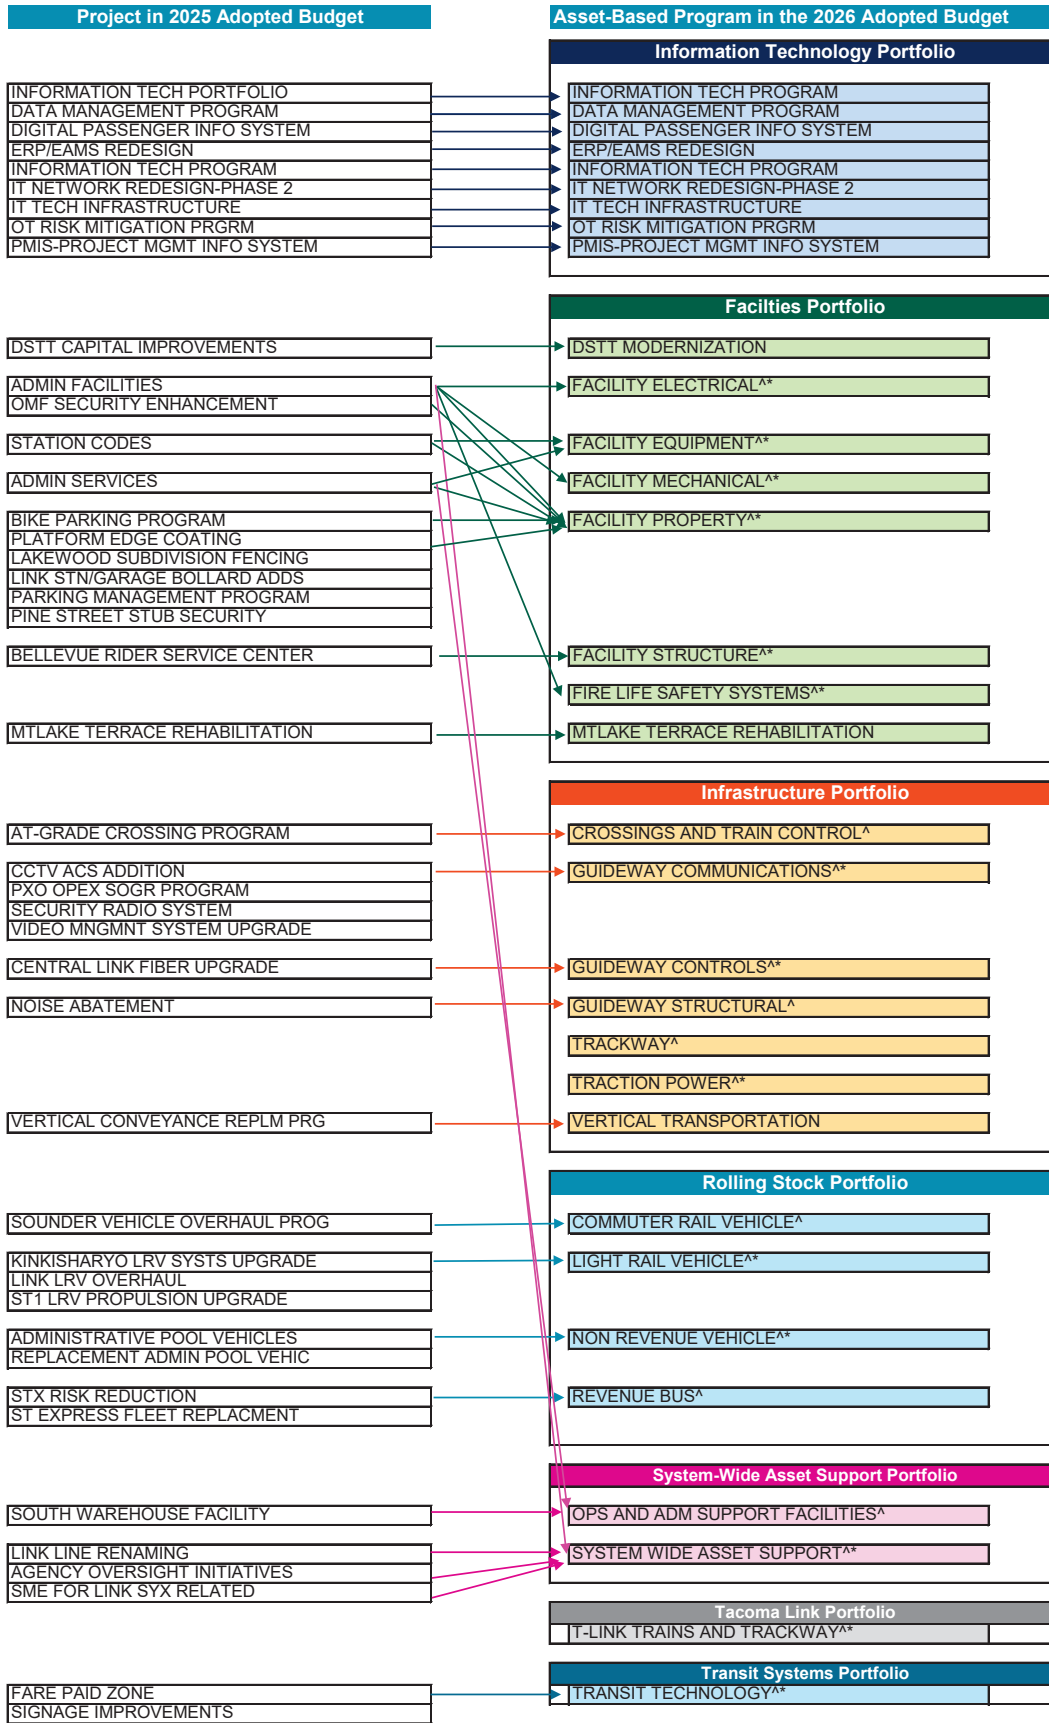 Project in 2025 Adopted Budget
Asset-Based Program in the 2026 Adopted Budget
Information Technology Portfolio
INFORMATION TECH PORTFOLIO
INFORMATION TECH PROGRAM
DATA MANAGEMENT PROGRAM
DATA MANAGEMENT PROGRAM
DIGITAL PASSENGER INFO SYSTEM
DIGITAL PASSENGER INFO SYSTEM
ERP/EAMS REDESIGN
ERP/EAMS REDESIGN
INFORMATION TECH PROGRAM
INFORMATION TECH PROGRAM
IT NETWORK REDESIGN-PHASE 2
IT NETWORK REDESIGN-PHASE 2
IT TECH INFRASTRUCTURE
IT TECH INFRASTRUCTURE
OT RISK MITIGATION PRGRM
OT RISK MITIGATION PRGRM
PMIS-PROJECT MGMT INFO SYSTEM
PMIS-PROJECT MGMT INFO SYSTEM
Facilties Portfolio
DSTT CAPITAL IMPROVEMENTS
DSTT MODERNIZATION
ADMIN FACILITIES
FACILITY ELECTRICAL^*
OMF SECURITY ENHANCEMENT
STATION CODES
FACILITY EQUIPMENT^*
ADMIN SERVICES
FACILITY MECHANICAL^*
BIKE PARKING PROGRAM
FACILITY PROPERTY^*
PLATFORM EDGE COATING
LAKEWOOD SUBDIVISION FENCING
LINK STN/GARAGE BOLLARD ADDS
PARKING MANAGEMENT PROGRAM
PINE STREET STUB SECURITY
BELLEVUE RIDER SERVICE CENTER
FACILITY STRUCTURE^*
FIRE LIFE SAFETY SYSTEMS^*
MTLAKE TERRACE REHABILITATION
MTLAKE TERRACE REHABILITATION
Infrastructure Portfolio
AT-GRADE CROSSING PROGRAM
CROSSINGS AND TRAIN CONTROL^
CCTV ACS ADDITION
GUIDEWAY COMMUNICATIONS^*
PXO OPEX SOGR PROGRAM
SECURITY RADIO SYSTEM
VIDEO MNGMNT SYSTEM UPGRADE
CENTRAL LINK FIBER UPGRADE
GUIDEWAY CONTROLS^*
NOISE ABATEMENT
GUIDEWAY STRUCTURAL^
TRACKWAY^
TRACTION POWER^*
VERTICAL CONVEYANCE REPLM PRG
VERTICAL TRANSPORTATION
Rolling Stock Portfolio
SOUNDER VEHICLE OVERHAUL PROG
COMMUTER RAIL VEHICLE^
KINKISHARYO LRV SYSTS UPGRADE
LIGHT RAIL VEHICLE^*
LINK LRV OVERHAUL
ST1 LRV PROPULSION UPGRADE
ADMINISTRATIVE POOL VEHICLES
NON REVENUE VEHICLE^*
REPLACEMENT ADMIN POOL VEHIC
STX RISK REDUCTION
REVENUE BUS^
ST EXPRESS FLEET REPLACMENT
System-Wide Asset Support Portfolio
SOUTH WAREHOUSE FACILITY
OPS AND ADM SUPPORT FACILITIES^
LINK LINE RENAMING
SYSTEM WIDE ASSET SUPPORT^*
AGENCY OVERSIGHT INITIATIVES
SME FOR LINK SYX RELATED
Tacoma Link Portfolio
T-LINK TRAINS AND TRACKWAY^*
Transit Systems Portfolio
FARE PAID ZONE
TRANSIT TECHNOLOGY^*
SIGNAGE IMPROVEMENTS